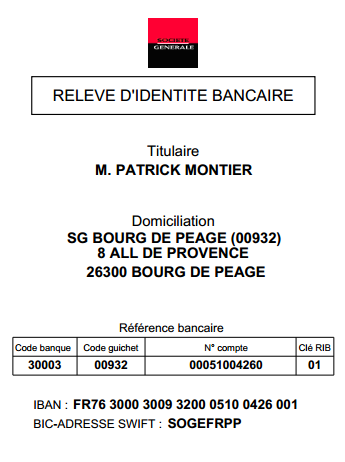 SOCIETE
GENERALE
RELEVE D'IDENTITE BANCAIRE
Titulaire
M. PATRICK MONTIER
Domiciliation
SG BOURG DE PEAGE (00932)
8 ALL DE PROVENCE
26300 BOURG DE PEAGE
Référence bancaire
Code banque Code guichet N° compte Clé RIB
30003 00932 00051004260 01
IBAN : FR76 3000 3009 3200 0510 0426 001
BIC-ADRESSE SWIFT : SOGEFRPP